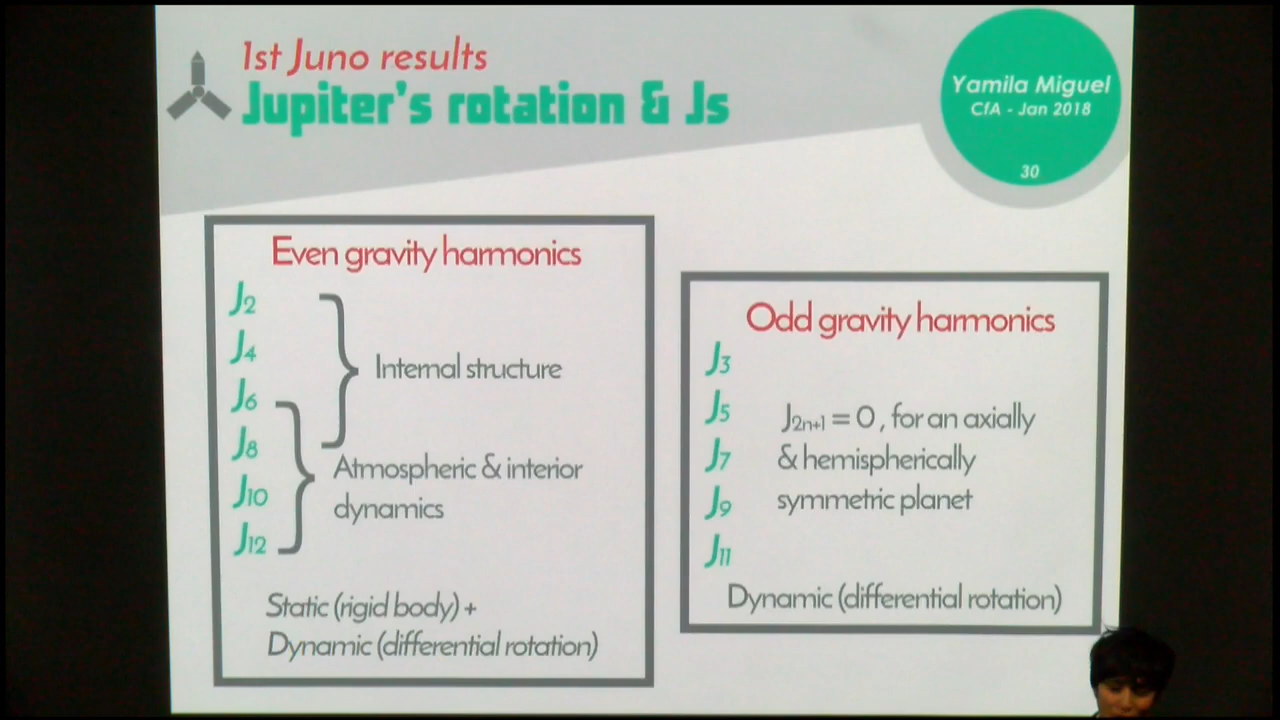 1st Juno results
Jupiter's rotation & Js
Yamila Miguel
CfA - Jan 2018
30
Even gravity harmonics
J2
J4
J6
J8
J10
J12
Internal structure
Atmospheric & interior
dynamics
Static (rigid body) +
Dynamic (differential rotation)
Odd gravity harmonics
J3
J5
J7
J9
J11
J2n+1 = 0 , for an axially
& hemispherically
symmetric planet
Dynamic (differential rotation)